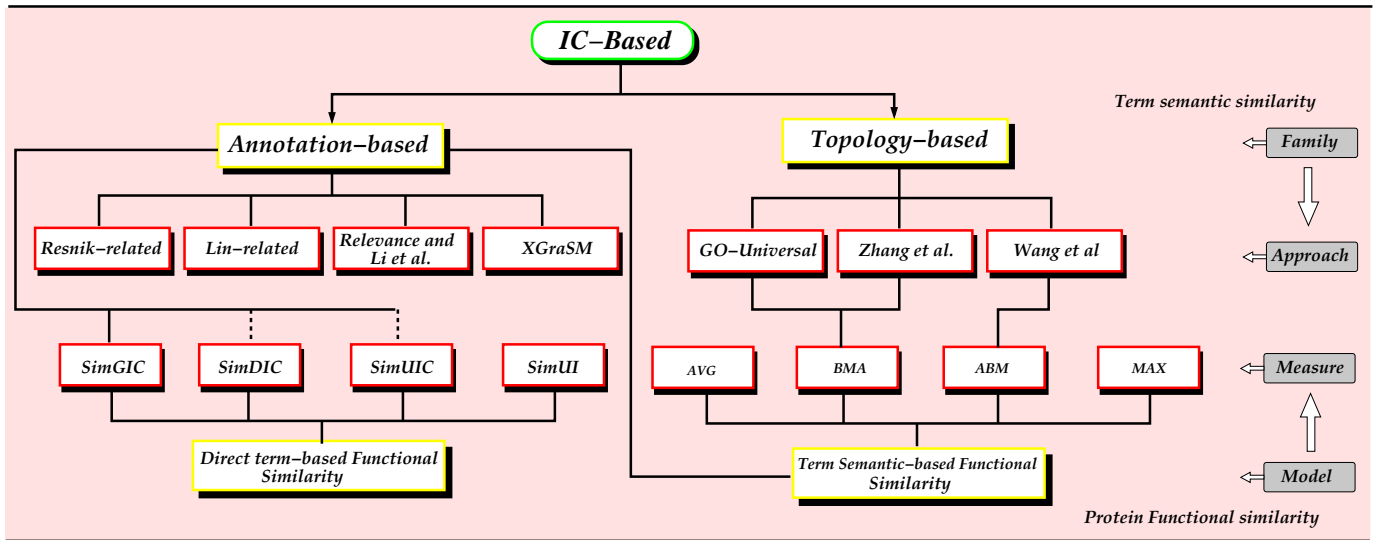 IC–Based
Term semantic similarity
Annotation–based
Topology–based
Family
Resnik–related
Lin–related
Relevance and
Li et al.
XGraSM
GO–Universal
Zhang et al.
Wang et al
Approach
SimGIC
SimDIC
SimUIC
SimUI
AVG
BMA
ABM
MAX
Measure
Direct term–based Functional
Similarity
Term Semantic–based Functional
Similarity
Model
Protein Functional similarity